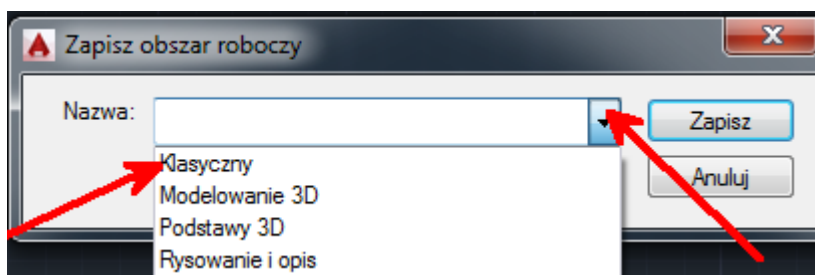 Zapisz obszar roboczy
Nazwa:
Zapisz
Klasyczny
Anuluj
Modelowanie 3D
Podstawy 3D
Rysowanie i opis